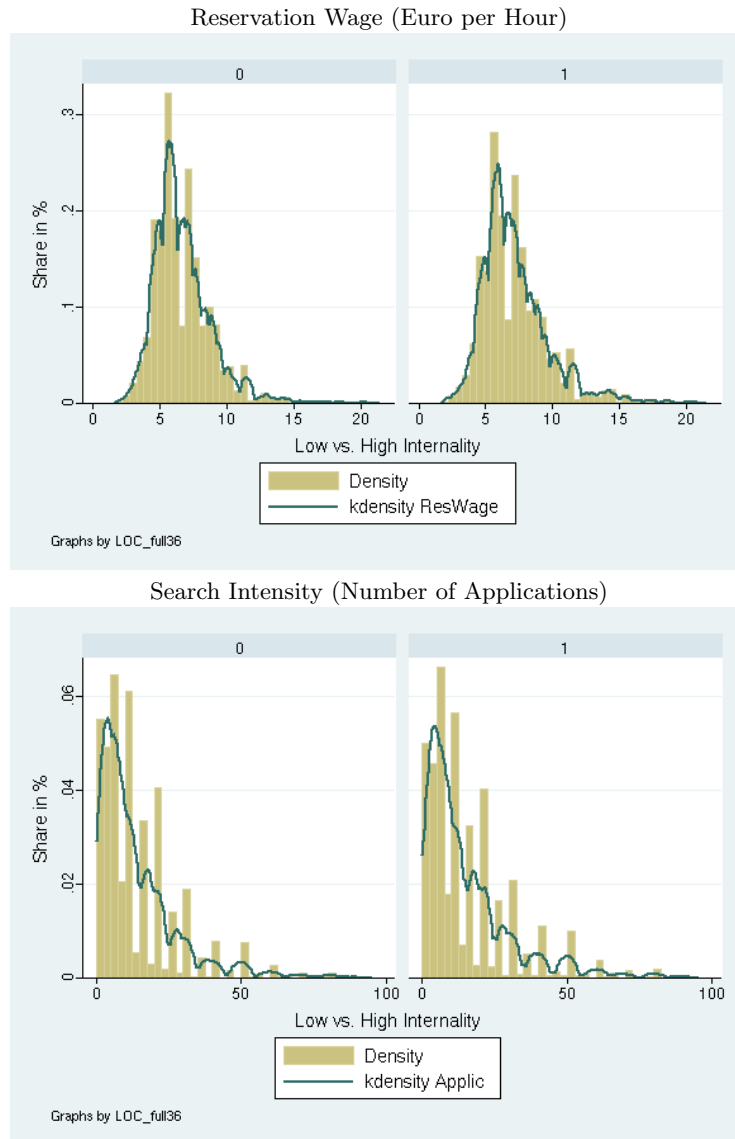 Reservation Wage (Euro per Hour)
0 1
Share in %
.3
.2
.1
0
0 5 10 15 20 0 5 10 15 20
Low vs. High Internality
Density
kdensity ResWage
Graphs by LOC_full36
Search Intensity (Number of Applications)
0 1
Share in %
.06
.04
.02
0
0 50 100 0 50 100
Low vs. High Internality
Density
kdensity Applic
Graphs by LOC_full36